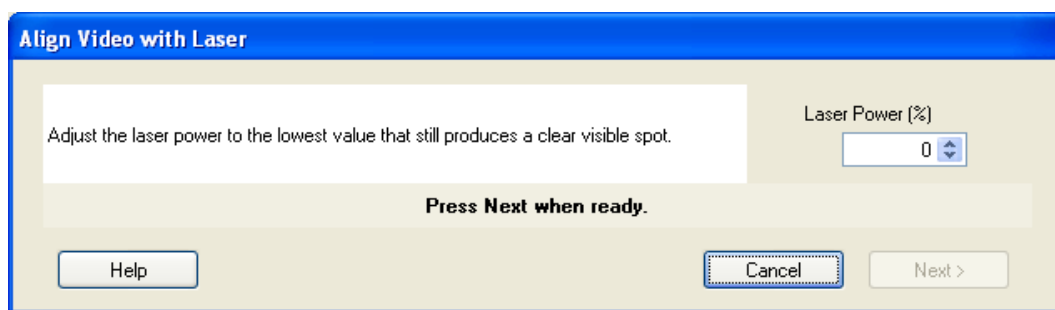 Align Video with Laser
Laser Power (%)
Adjust the laser power to the lowest value that still produces a clear visible spot.
0
Press Next when ready.
Help
Cancel
Next >